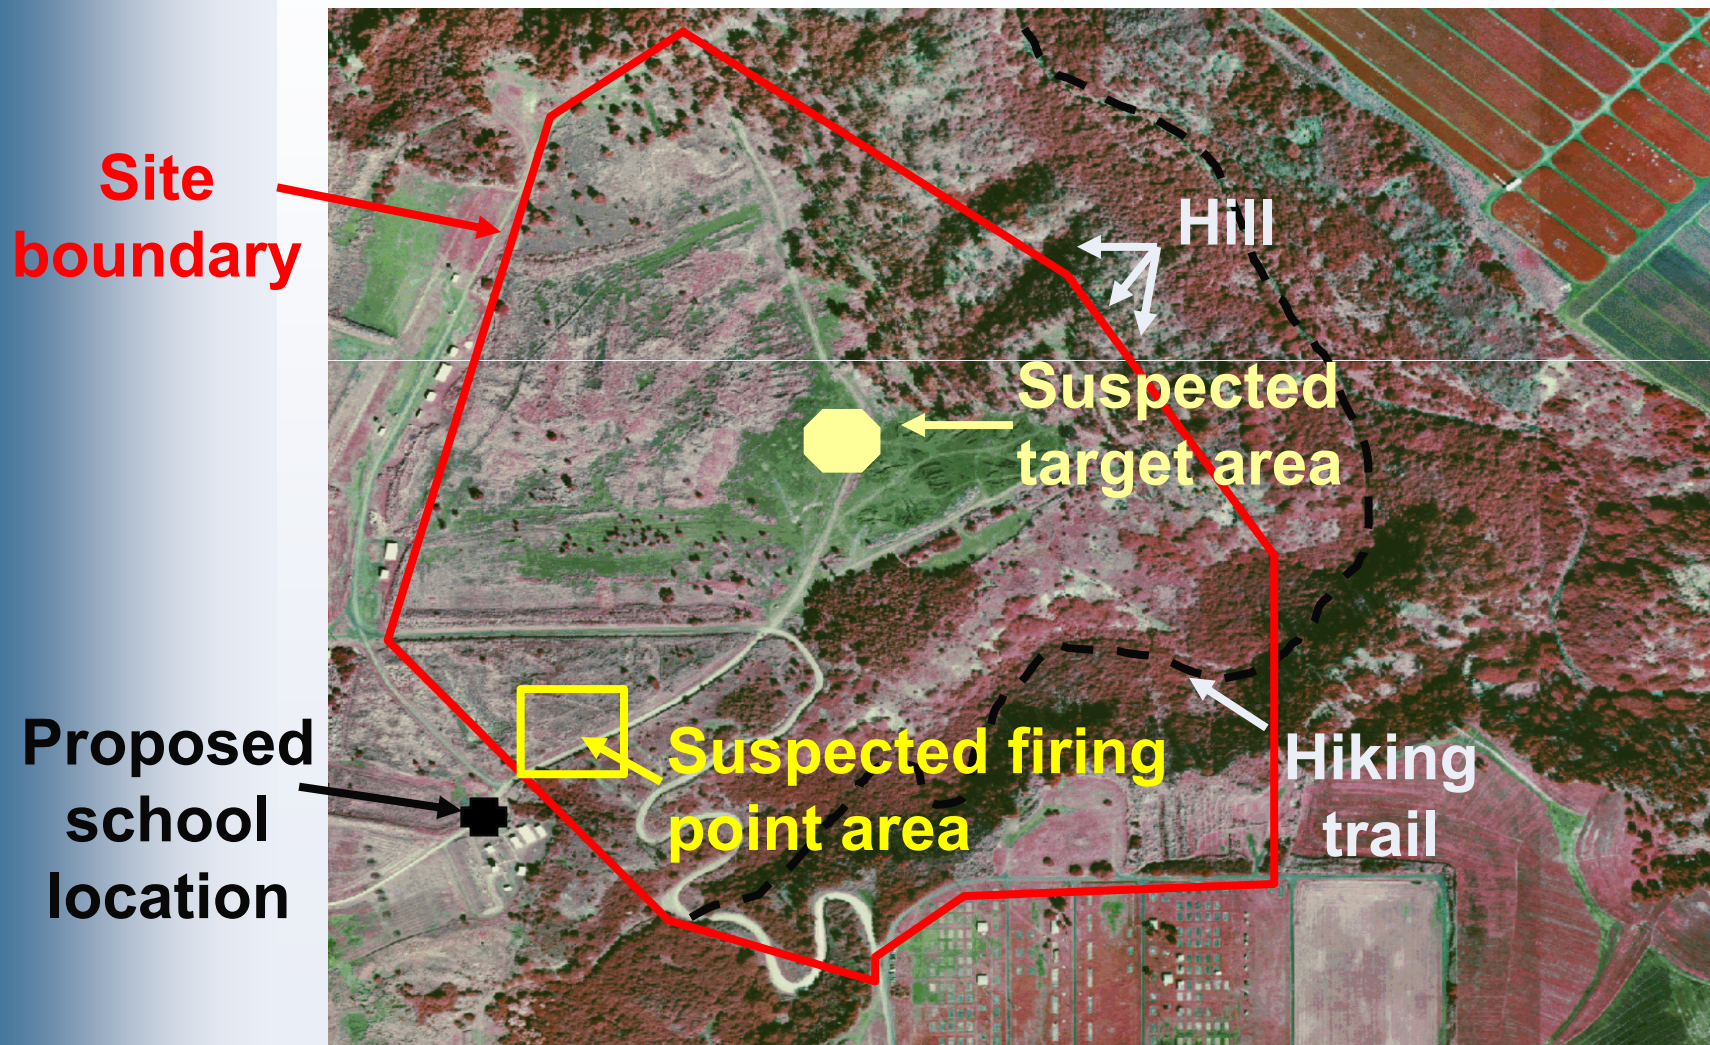 Site
boundary
Hill
Suspected
target area
Proposed
school
location
Suspected firing
point area
Hiking
trail